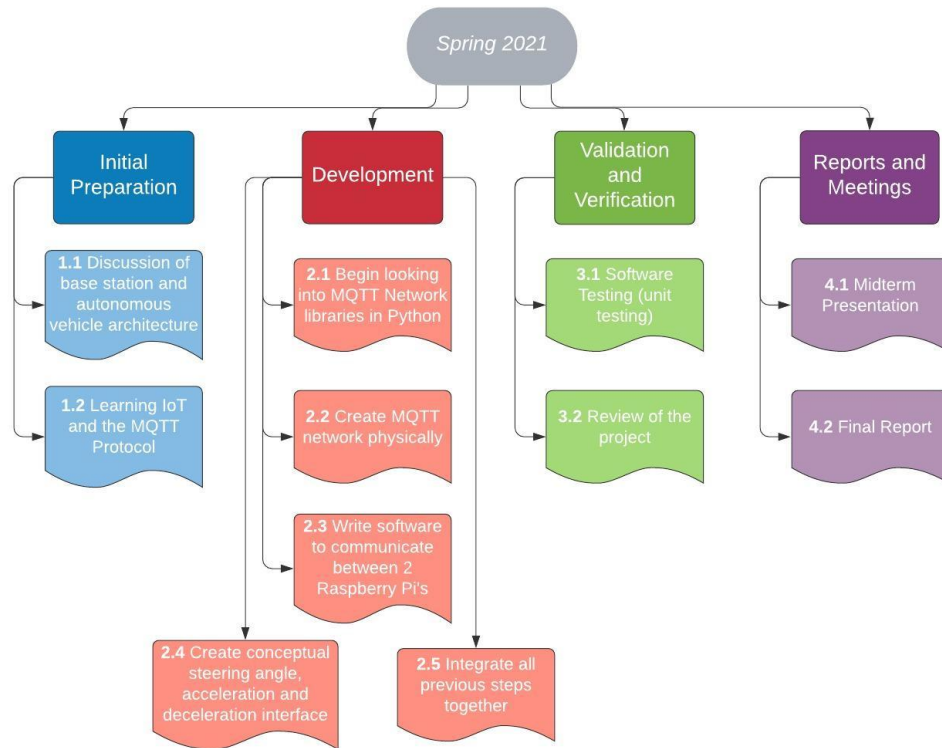 Spring 2021
Initial
Preparation
Development
Validation
and
Verification
Reports and
Meetings
1.1 Discussion of
base station and
autonomous
vehicle architecture
2.1 Begin looking
into MQTT Network
libraries in Python
3.1 Software
Testing (unit
testing)
4.1 Midterm
Presentation
1.2 Learning IoT
and the MQTT
Protocol
2.2 Create MQTT
network physically
3.2 Review of the
project
4.2 Final Report
2.3 Write software
to communicate
between 2
Raspberry Pi's
2.4 Create conceptual
steering angle,
acceleration and
deceleration interface
2.5 Integrate all
previous steps
together